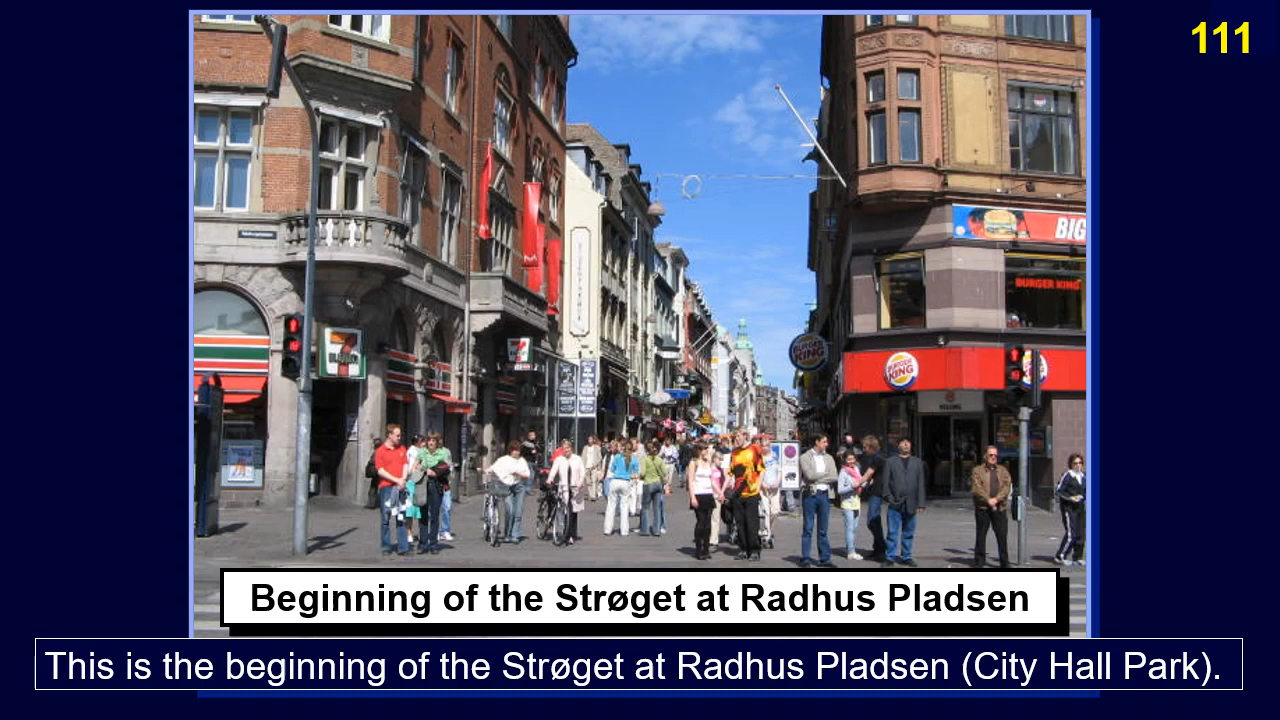 111
BIG
BURGER KING
BURGER KING
BURGER KING
Beginning of the Strøget at Radhus Pladsen
This is the beginning of the Strøget at Radhus Pladsen (City Hall Park).